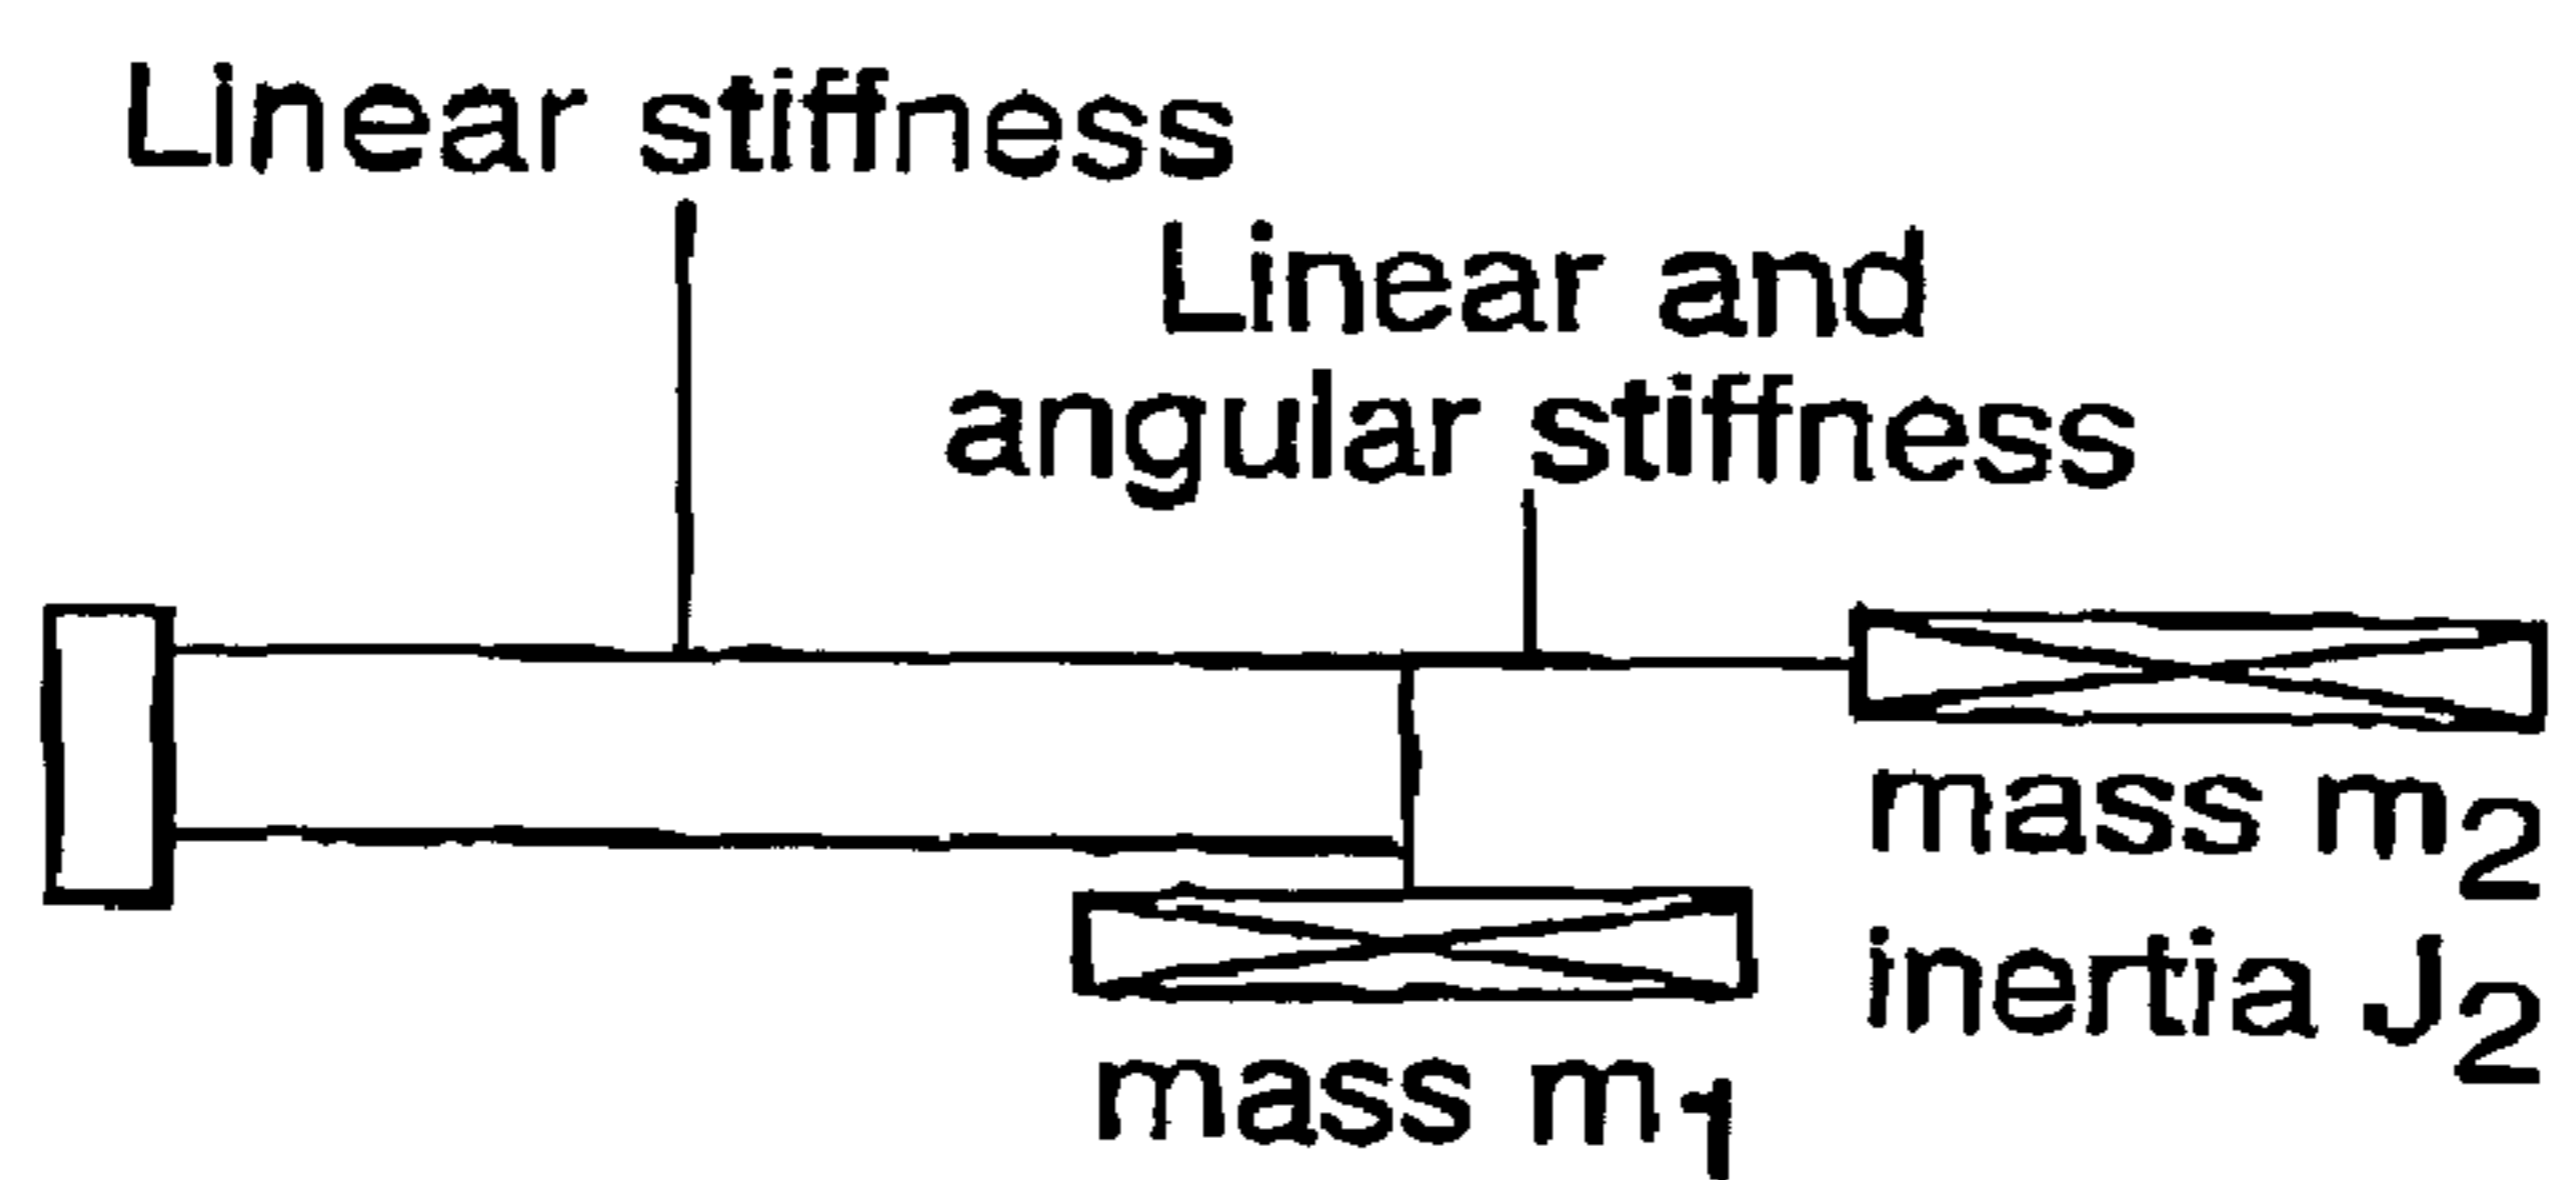 Linear stiffness
Linear and
angular stiffness
mass m2
inertia J2
mass m1